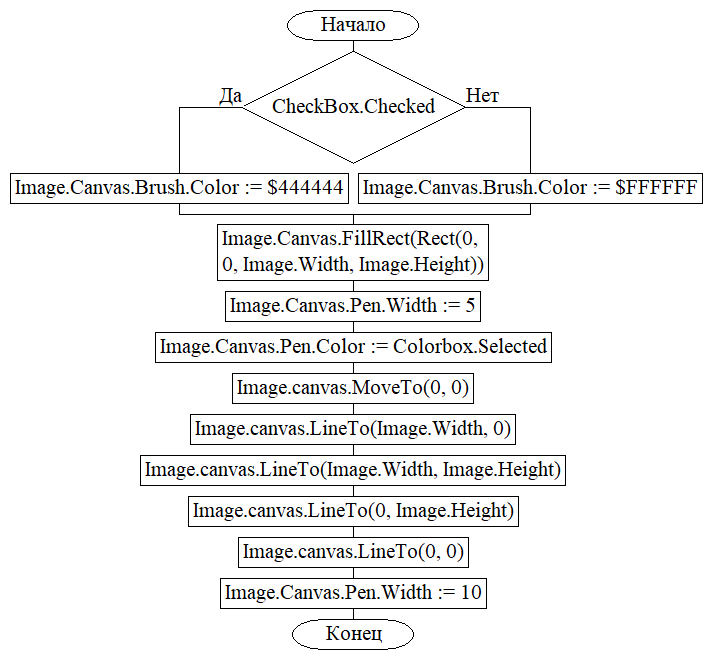 Начало
CheckBox.Checked
Да
Нет
Image.Canvas.Brush.Color := $444444
Image.Canvas.Brush.Color := $FFFFFF
Image.Canvas.FillRect(Rect(0,
0, Image.Width, Image.Height))
Image.Canvas.Pen.Width := 5
Image.Canvas.Pen.Color := Colorbox.Selected
Image.canvas.MoveTo(0, 0)
Image.canvas.LineTo(Image.Width, 0)
Image.canvas.LineTo(Image.Width, Image.Height)
Image.canvas.LineTo(0, Image.Height)
Image.canvas.LineTo(0, 0)
Image.Canvas.Pen.Width := 10
Конец